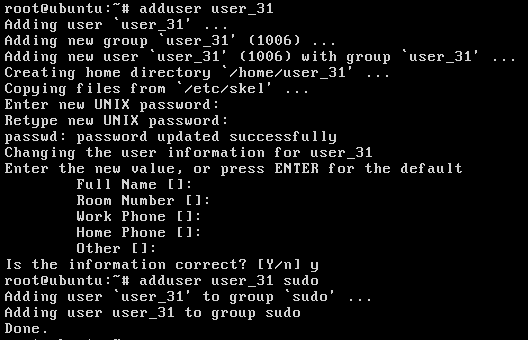 root@ubuntu:~# adduser user_31
Adding user `user_31' ...
Adding new group `user_31' (1006) ...
Adding new user `user_31' (1006) with group `user_31' ...
Creating home directory `/home/user_31' ...
Copying files from `/etc/skel' ...
Enter new UNIX password:
Retype new UNIX password:
passwd: password updated successfully
Changing the user information for user_31
Enter the new value, or press ENTER for the default
Full Name []:
Room Number []:
Work Phone []:
Home Phone []:
Other []:
Is the information correct? [Y/n] y
root@ubuntu:~# adduser user_31 sudo
Adding user `user_31' to group `sudo' ...
Adding user user_31 to group sudo
Done.